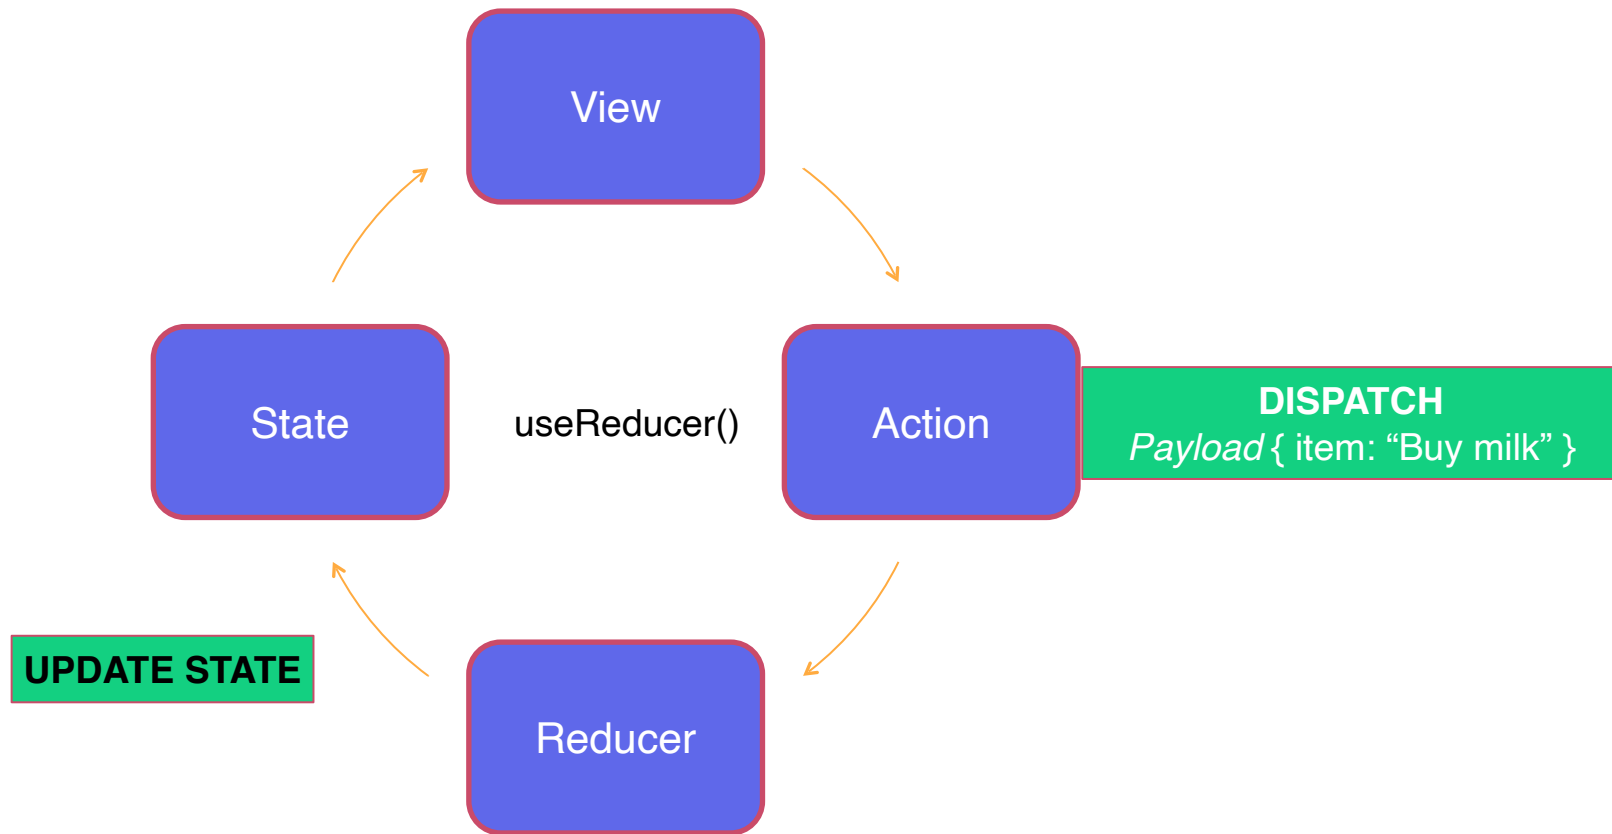 View
State
useReducer()
Action
DISPATCH
Payload { item: “Buy milk” }
UPDATE STATE
Reducer